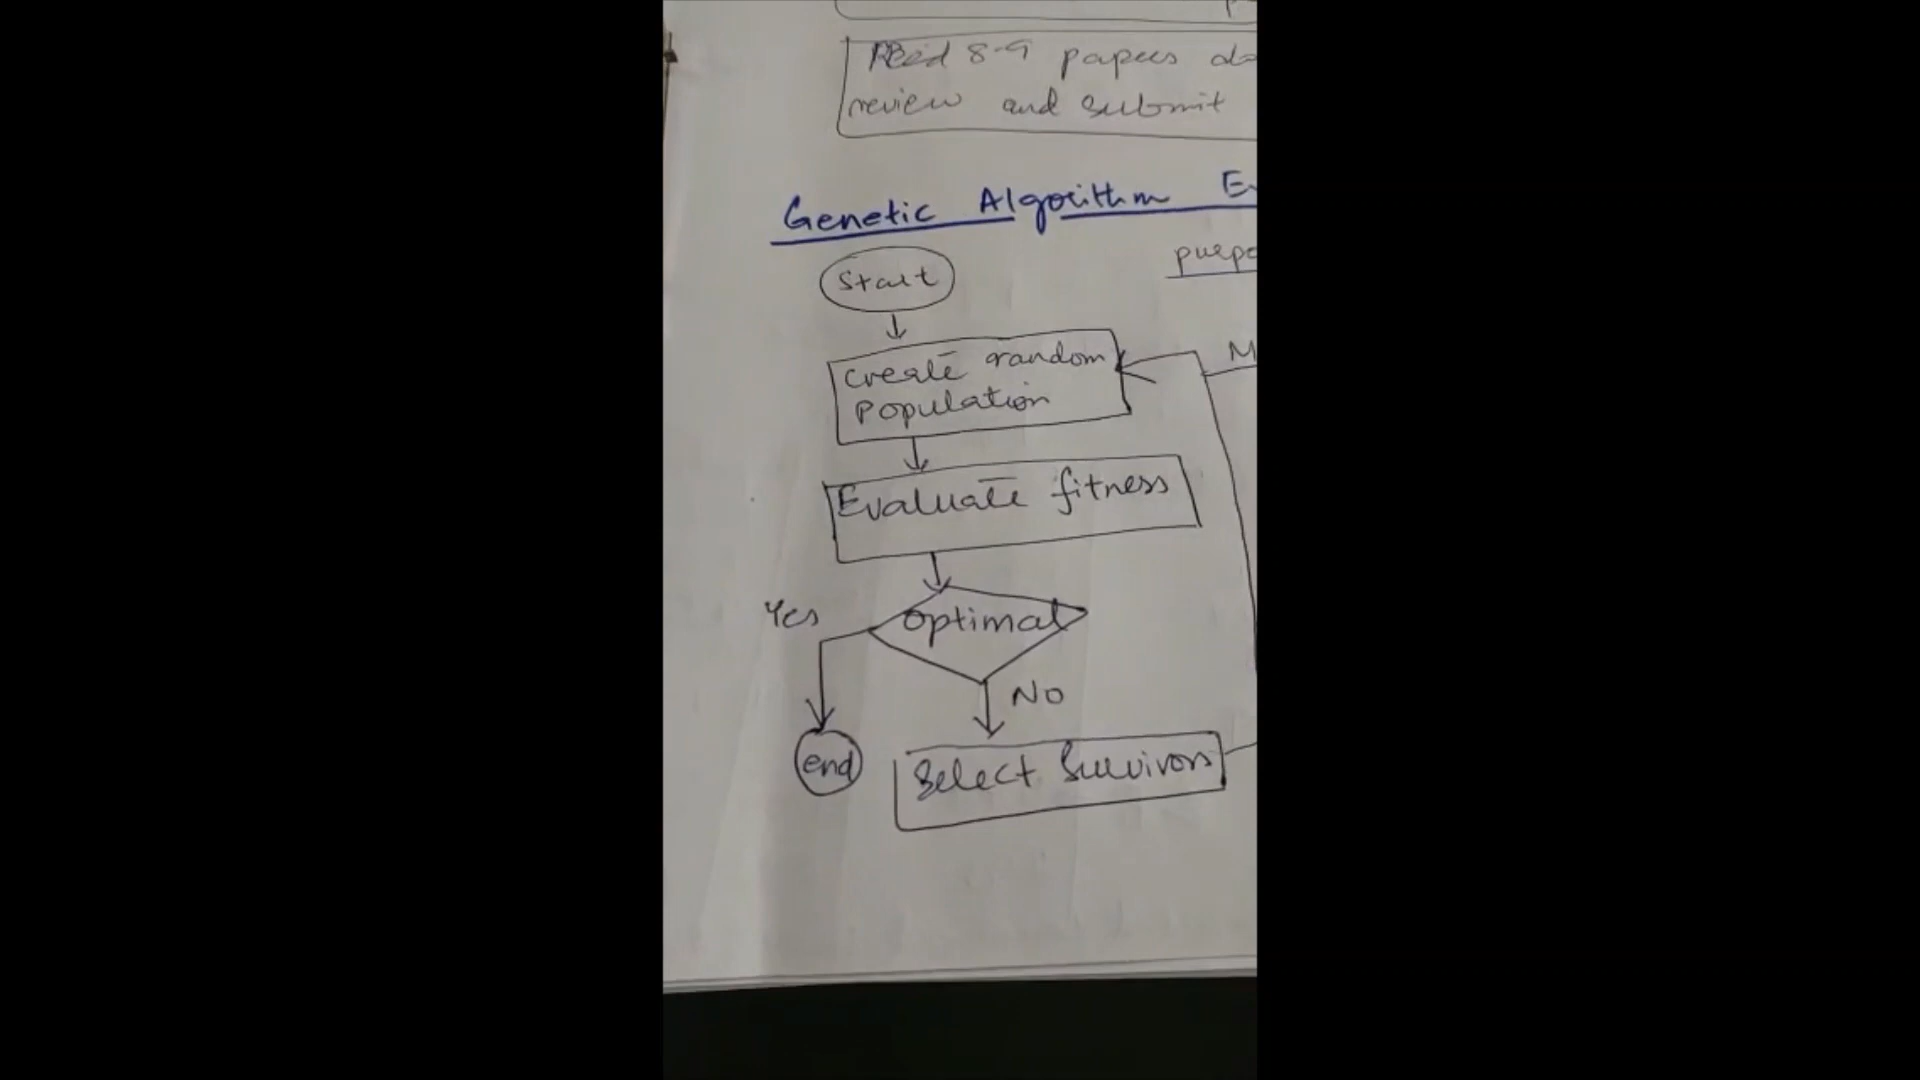 Read 8-9 papers
review and submit
Genetic Algorithm
Start
create random
population
Evaluate fitness
Yes
optimal
No
end
Select Survivors